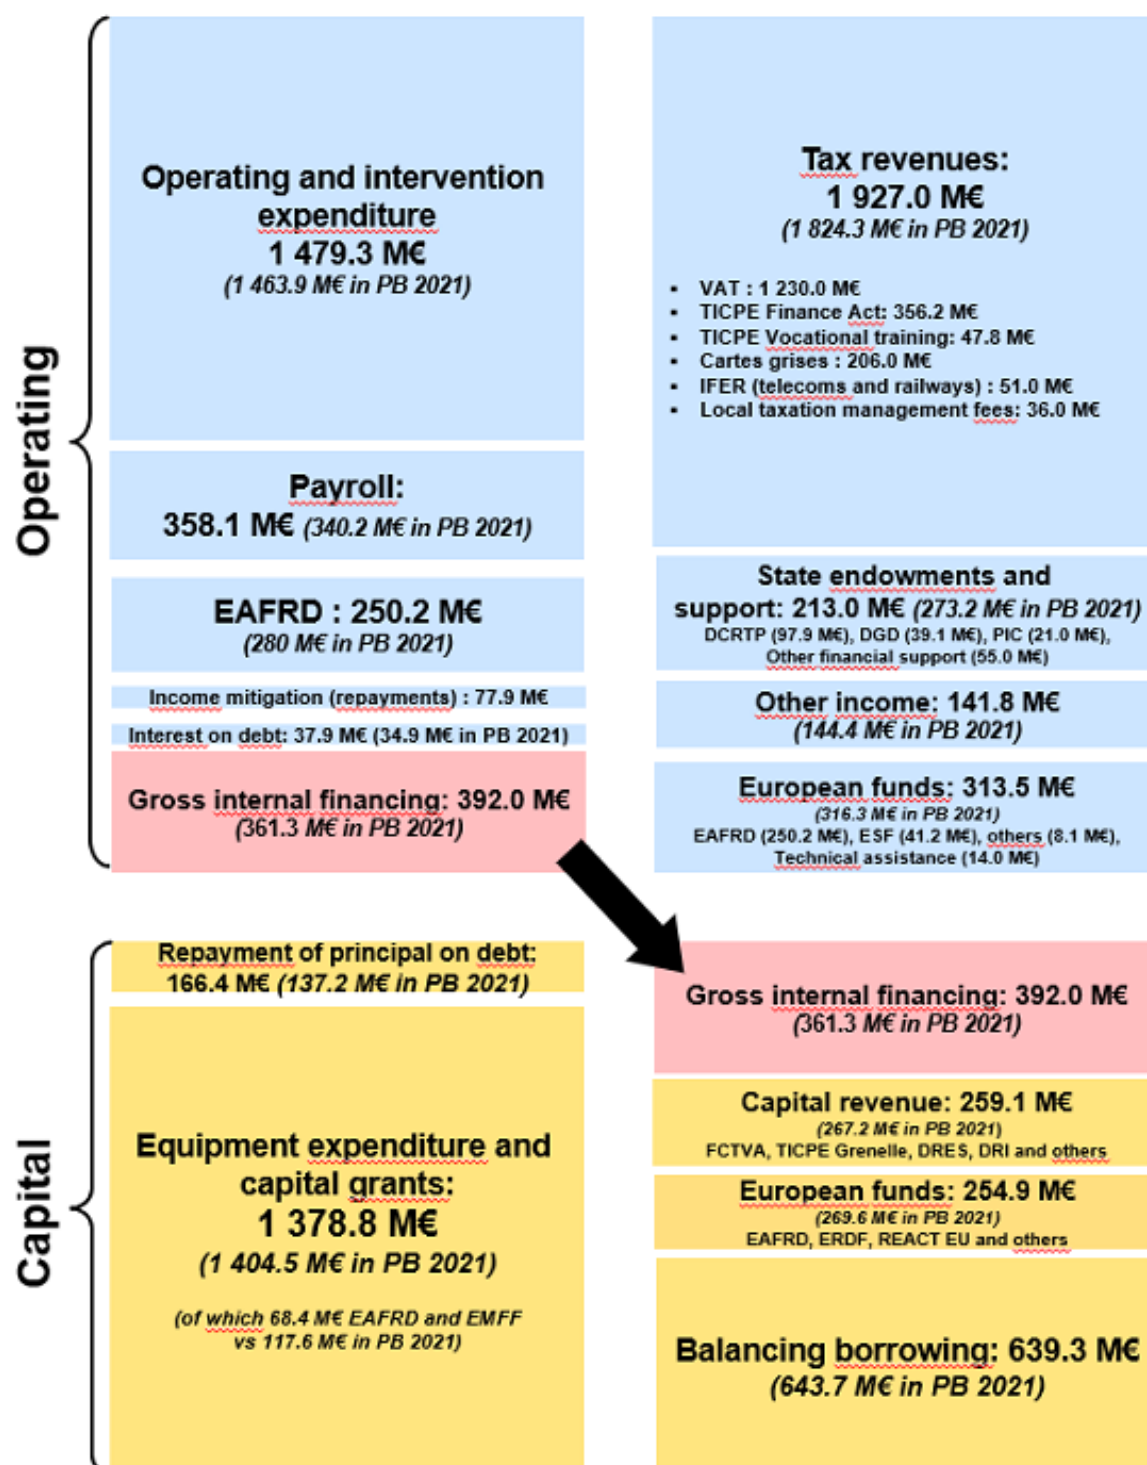 Operating
Operating and intervention
expenditure
1 479.3 M€
(1 463.9 M€ in PB 2021)
Payroll:
358.1 M€ (340.2 M€ in PB 2021)
EAFRD : 250.2 M€
(280 M€ in PB 2021)
Income mitigation (repayments) : 77.9 M€
Interest on debt: 37.9 M€ (34.9 M€ in PB 2021)
Gross internal financing: 392.0 M€
(361.3 M€ in PB 2021)
Tax revenues:
1 927.0 M€
(1 824.3 M€ in PB 2021)
▪ VAT : 1 230.0 M€
▪ TICPE Finance Act: 356.2 M€
▪ TICPE Vocational training: 47.8 M€
▪ Cartes grises : 206.0 M€
▪ IFER (telecoms and railways) : 51.0 M€
▪ Local taxation management fees: 36.0 M€
State endowments and
support: 213.0 M€ (273.2 M€ in PB 2021)
DCRTP (97.9 M€), DGD (39.1 M€), PIC (21.0 M€),
Other financial support (55.0 M€)
Other income: 141.8 M€
(144.4 M€ in PB 2021)
European funds: 313.5 M€
(316.3 M€ in PB 2021)
EAFRD (250.2 M€), ESF (41.2 M€), others (8.1 M€),
Technical assistance (14.0 M€)
Capital
Repayment of principal on debt:
166.4 M€ (137.2 M€ in PB 2021)
Equipment expenditure and
capital grants:
1 378.8 M€
(1 404.5 M€ in PB 2021)
(of which 68.4 M€ EAFRD and EMFF
vs 117.6 M€ in PB 2021)
Gross internal financing: 392.0 M€
(361.3 M€ in PB 2021)
Capital revenue: 259.1 M€
(267.2 M€ in PB 2021)
FCTVA, TICPE Grenelle, DRES, DRI and others
European funds: 254.9 M€
(269.6 M€ in PB 2021)
EAFRD, ERDF, REACT EU and others
Balancing borrowing: 639.3 M€
(643.7 M€ in PB 2021)